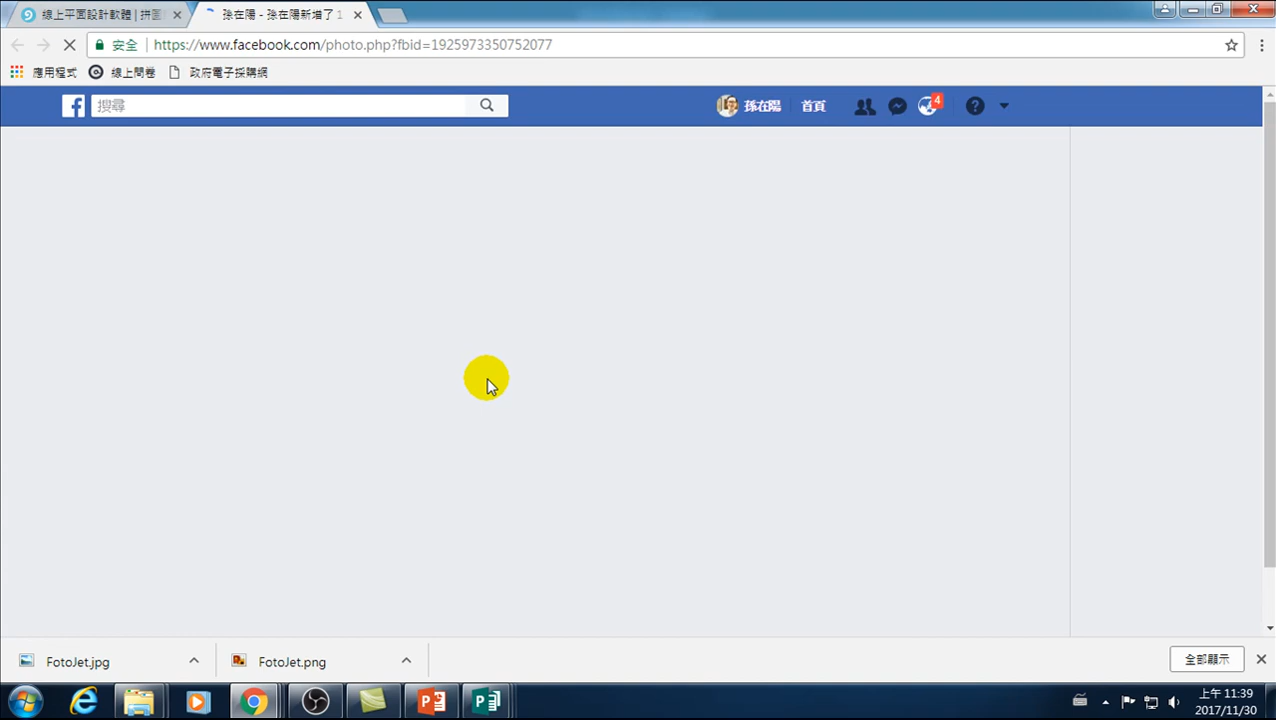 線上平面設計軟體 | 拼圖
孫在陽 - 孫在陽新增了 1
安全
https://www.facebook.com/photo.php?fbid=1925973350752077
應用程式
線上問卷
政府電子採購網
搜尋
孫在陽
首頁
4
FotoJet.jpg
FotoJet.png
全部顯示
上午 11:39
2017/11/30